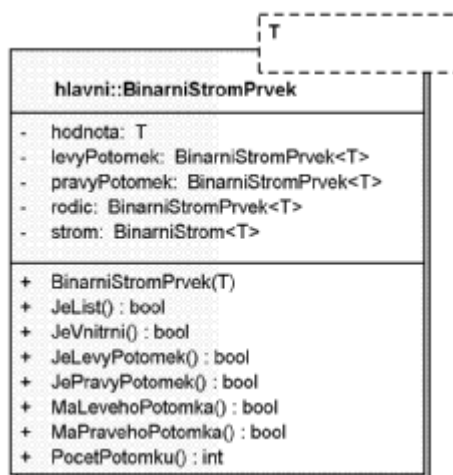 T
hlavni::BinarniStromPrvek
- hodnota: T
- levyPotomek: BinarniStromPrvek<T>
- pravyPotomek: BinarniStromPrvek<T>
- rodic: BinarniStromPrvek<T>
- strom: BinarniStrom<T>
+ BinarniStromPrvek(T)
+ JeList() : bool
+ JeVnitrni() : bool
+ JeLevyPotomek() : bool
+ JePravyPotomek() : bool
+ MaLevehoPotomka() : bool
+ MaPravehoPotomka() : bool
+ PocetPotomku() : int